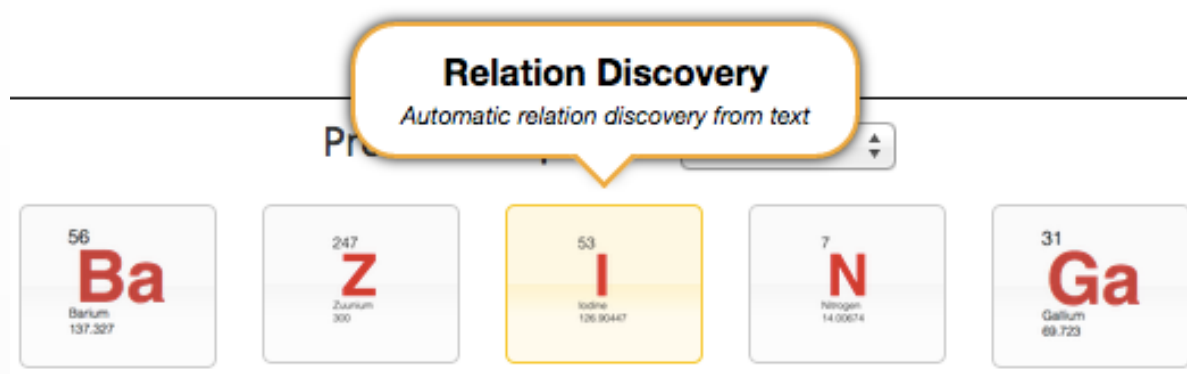 Relation Discovery
Automatic relation discovery from text
56
Ba
Barium
137.327
247
Z
Zuunium
300
53
I
Iodine
126.90447
7
N
Nitrogen
14.00674
31
Ga
Gallium
69.723